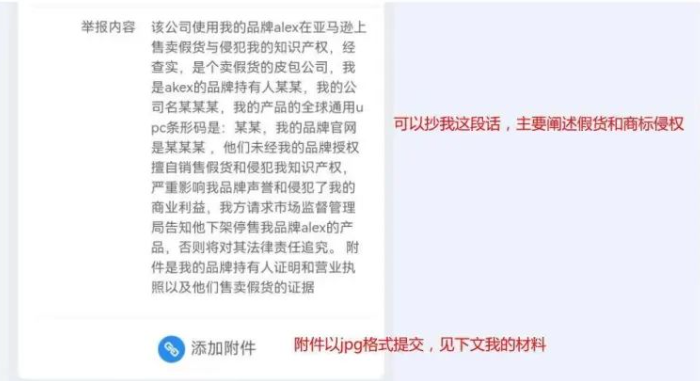 举报内容
该公司使用我的品牌alex在亚马逊上
售卖假货与侵犯我的知识产权，经
查实，是个卖假货的皮包公司，我
是akex的品牌持有人某某，我的公
司名某某某，我的产品的全球通用u
pc条形码是：某某，我的品牌官网
是某某某 ，他们未经我的品牌授权
擅自销售假货和侵犯我知识产权，
严重影响我品牌声誉和侵犯了我的
商业利益，我方请求市场监督管理
局告知他下架停售我品牌alex的产
品，否则将对其法律责任追究。 附
件是我的品牌持有人证明和营业执
照以及他们售卖假货的证据
可以抄我这段话，主要阐述假货和商标侵权
添加附件
附件以jpg格式提交，见下文我的材料